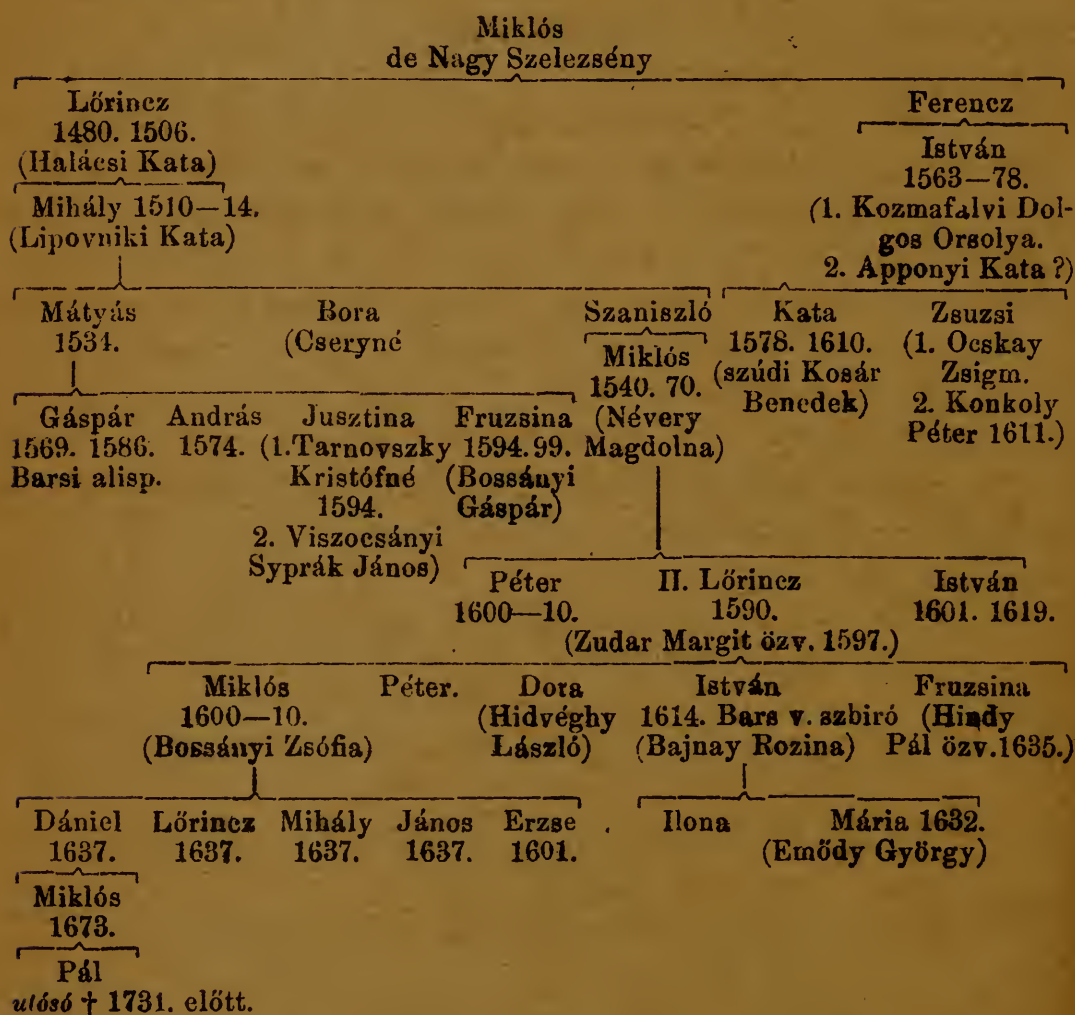 Miklós
de Nagy Szelezsény
Lőrincz Ferencz
1480. 1506. István
(Halácsi Kata) 1563—78.
Mihály 1510—14. (1. Kozmafalvi Dol-
(Lipovniki Kata) gos Orsolya.
2. Apponyi Kata ?)
Mátyás Bora Szaniszló Kata Zsuzsi
1534. (Cseryné Miklós 1578. 1610. (1. Ocskay
1540. 70. (szúdi Kosár Zsigm.
Gáspár András Jusztina Fruzsina (Névery Benedek) 2. Konkoly
1569. 1586. 1574. (1.Tarnovszky 1594.99. Magdolna) Péter 1611.)
Barsi alisp. Kristófné (Bossányi
1594. Gáspár)
2. Viszocsányi
Syprák János)
Péter II. Lőrincz István
1600—10. 1590. 1601. 1619.
(Zudar Margit özv. 1597.)
Miklós Péter. Dora István Fruzsina
1600—10. (Hidvéghy 1614. Bars v. szbiró (Hindy
(Bossányi Zsófia) László) (Bajnay Rozina) Pál özv.1635.)
Dániel Lőrincz Mihály János Erzse Ilona Mária 1632.
1637. 1637. 1637. 1637. 1601. (Emődy György)
Miklós
1673.
Pál
utósó † 1731. előtt.